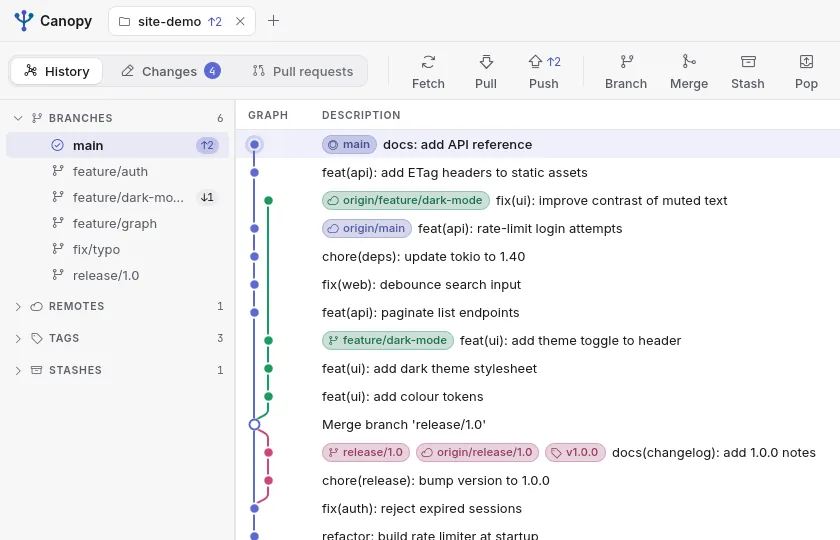 Canopy
site-demo ↑2
History
Changes 4
Pull requests
Fetch
Pull
Push ↑2
Branch
Merge
Stash
Pop
BRANCHES 6
main ↑2
feature/auth
feature/dark-mo... ↓1
feature/graph
fix/typo
release/1.0
REMOTES 1
TAGS 3
STASHES 1
GRAPH DESCRIPTION
main docs: add API reference
feat(api): add ETag headers to static assets
origin/feature/dark-mode fix(ui): improve contrast of muted text
origin/main feat(api): rate-limit login attempts
chore(deps): update tokio to 1.40
fix(web): debounce search input
feat(api): paginate list endpoints
feature/dark-mode feat(ui): add theme toggle to header
feat(ui): add dark theme stylesheet
feat(ui): add colour tokens
Merge branch 'release/1.0'
release/1.0 origin/release/1.0 v1.0.0 docs(changelog): add 1.0.0 notes
chore(release): bump version to 1.0.0
fix(auth): reject expired sessions
refactor: build rate limiter at startup